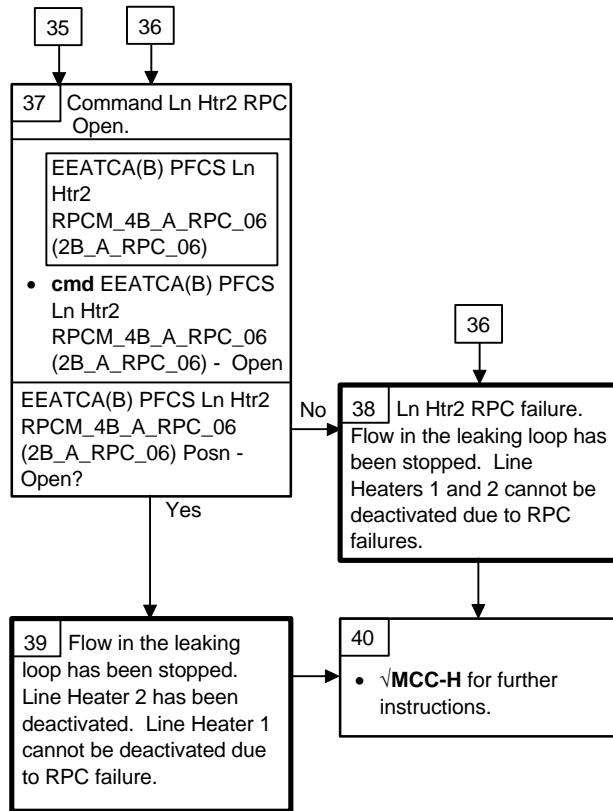 35
36
37 Command Ln Htr2 RPC
Open.
EEATCA(B) PFCS Ln
Htr2
RPCM_4B_A_RPC_06
(2B_A_RPC_06)
• cmd EEATCA(B) PFCS
Ln Htr2
RPCM_4B_A_RPC_06
(2B_A_RPC_06) - Open
EEATCA(B) PFCS Ln Htr2
RPCM_4B_A_RPC_06
(2B_A_RPC_06) Posn -
Open?
No
Yes
36
38 Ln Htr2 RPC failure.
Flow in the leaking loop has
been stopped. Line
Heaters 1 and 2 cannot be
deactivated due to RPC
failures.
39 Flow in the leaking
loop has been stopped.
Line Heater 2 has been
deactivated. Line Heater 1
cannot be deactivated due
to RPC failure.
40
• √MCC-H for further
instructions.